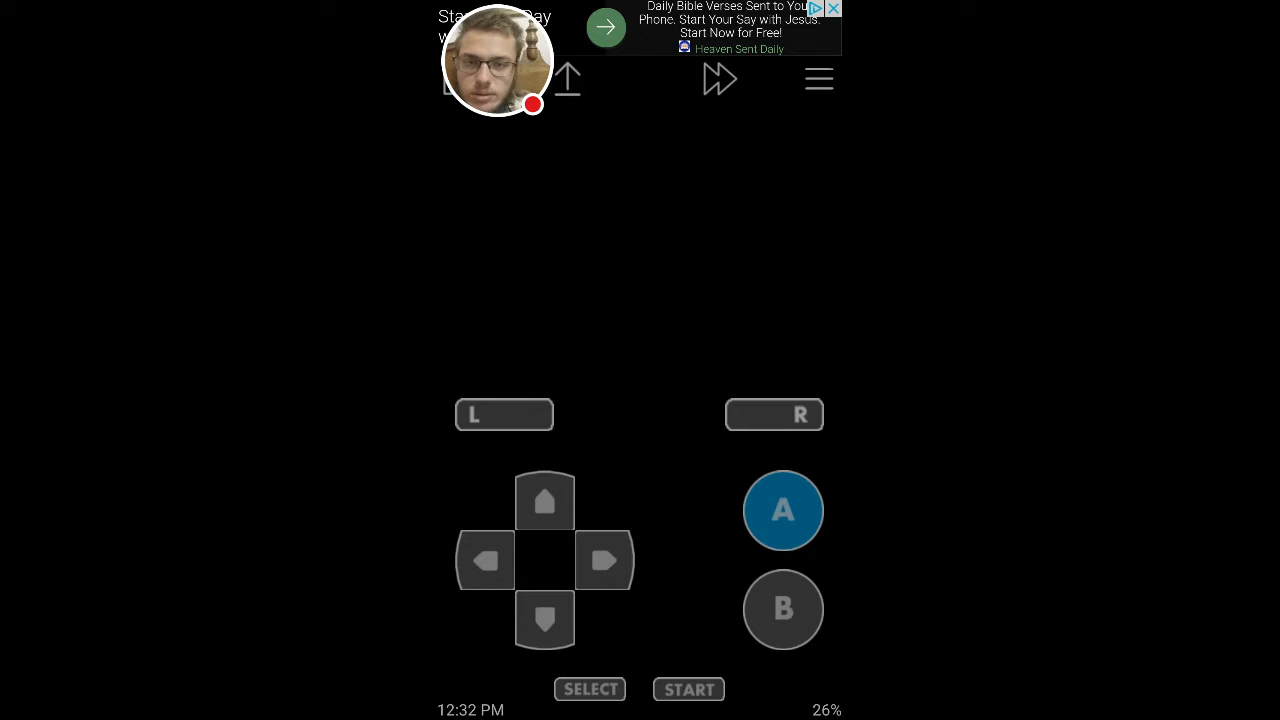 Daily Bible Verses Sent to You
Phone. Start Your Say with Jesus.
Start Now for Free!
Heaven Sent Daily
L
R
A
B
SELECT
START
12:32 PM
26%